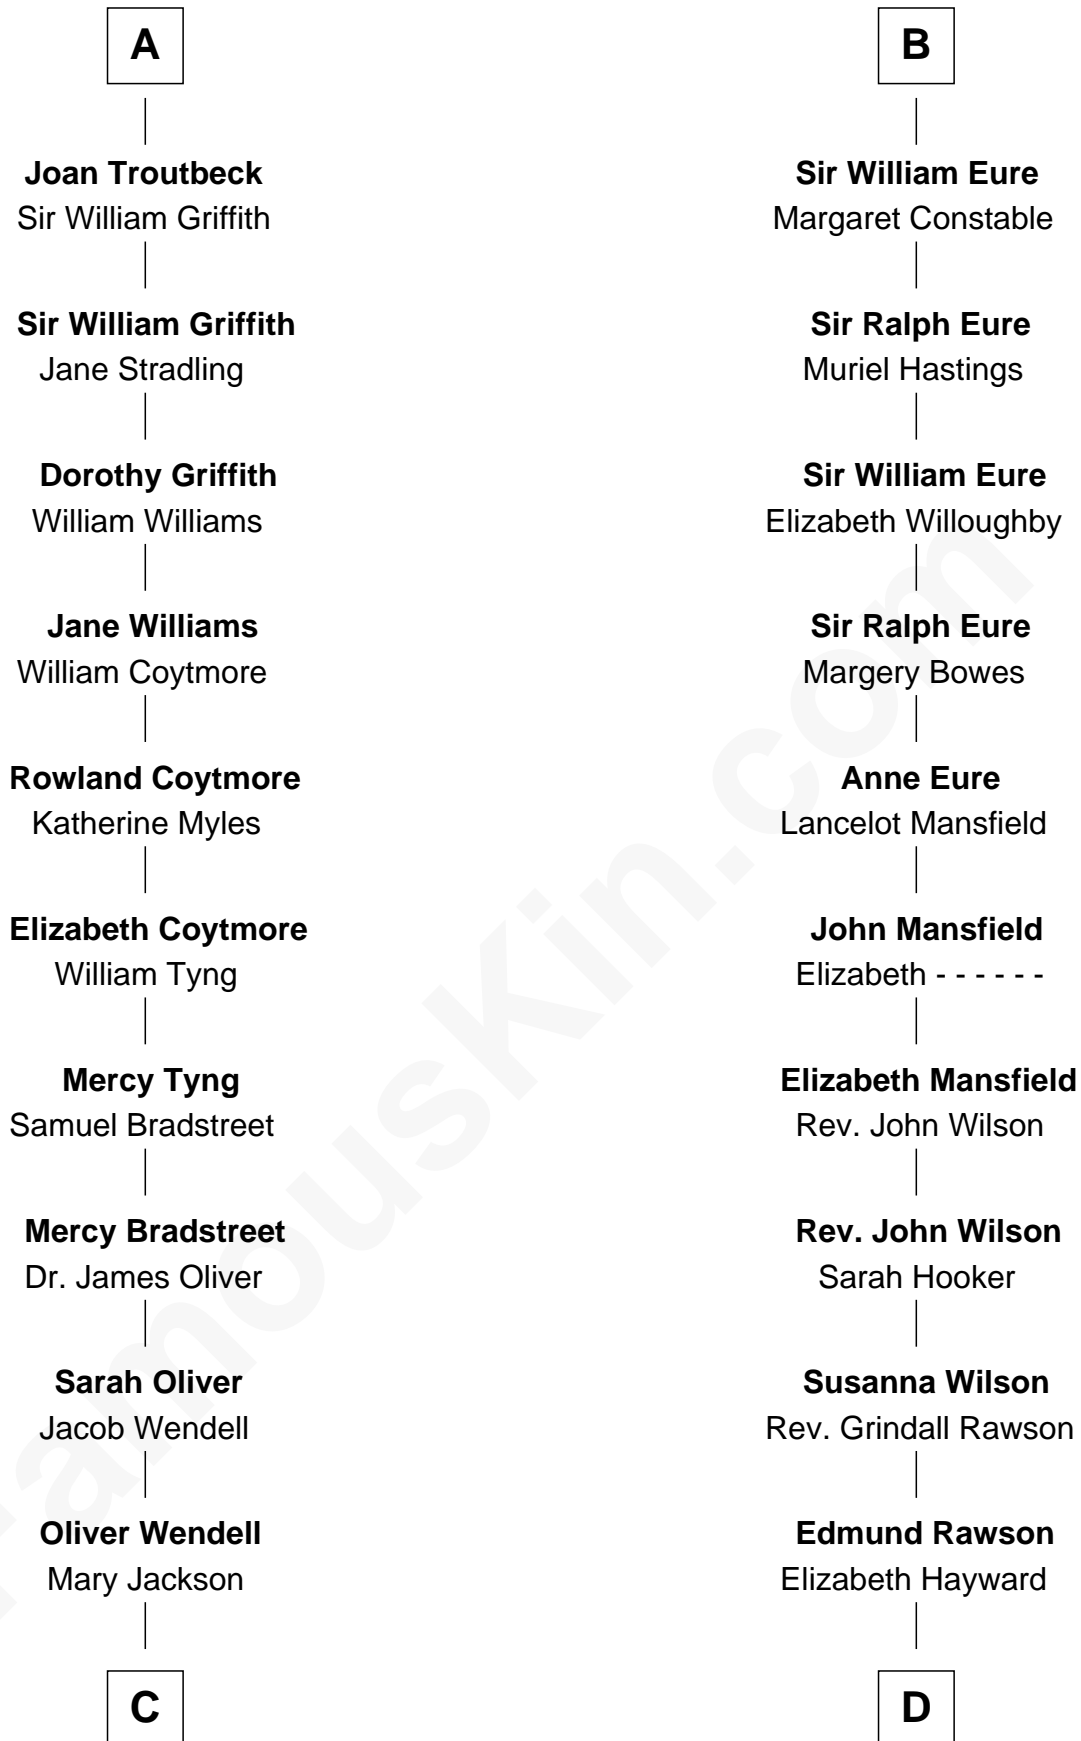 A
Joan Troutbeck
Sir William Griffith
Sir William Griffith
Jane Stradling
Dorothy Griffith
William Williams
Jane Williams
William Coytmore
Rowland Coytmore
Katherine Myles
Elizabeth Coytmore
William Tyng
Mercy Tyng
Samuel Bradstreet
Mercy Bradstreet
Dr. James Oliver
Sarah Oliver
Jacob Wendell
Oliver Wendell
Mary Jackson
C
B
Sir William Eure
Margaret Constable
Sir Ralph Eure
Muriel Hastings
Sir William Eure
Elizabeth Willoughby
Sir Ralph Eure
Margery Bowes
Anne Eure
Lancelot Mansfield
John Mansfield
Elizabeth - - - - - -
Elizabeth Mansfield
Rev. John Wilson
Rev. John Wilson
Sarah Hooker
Susanna Wilson
Rev. Grindall Rawson
Edmund Rawson
Elizabeth Hayward
D
FamousKin.com